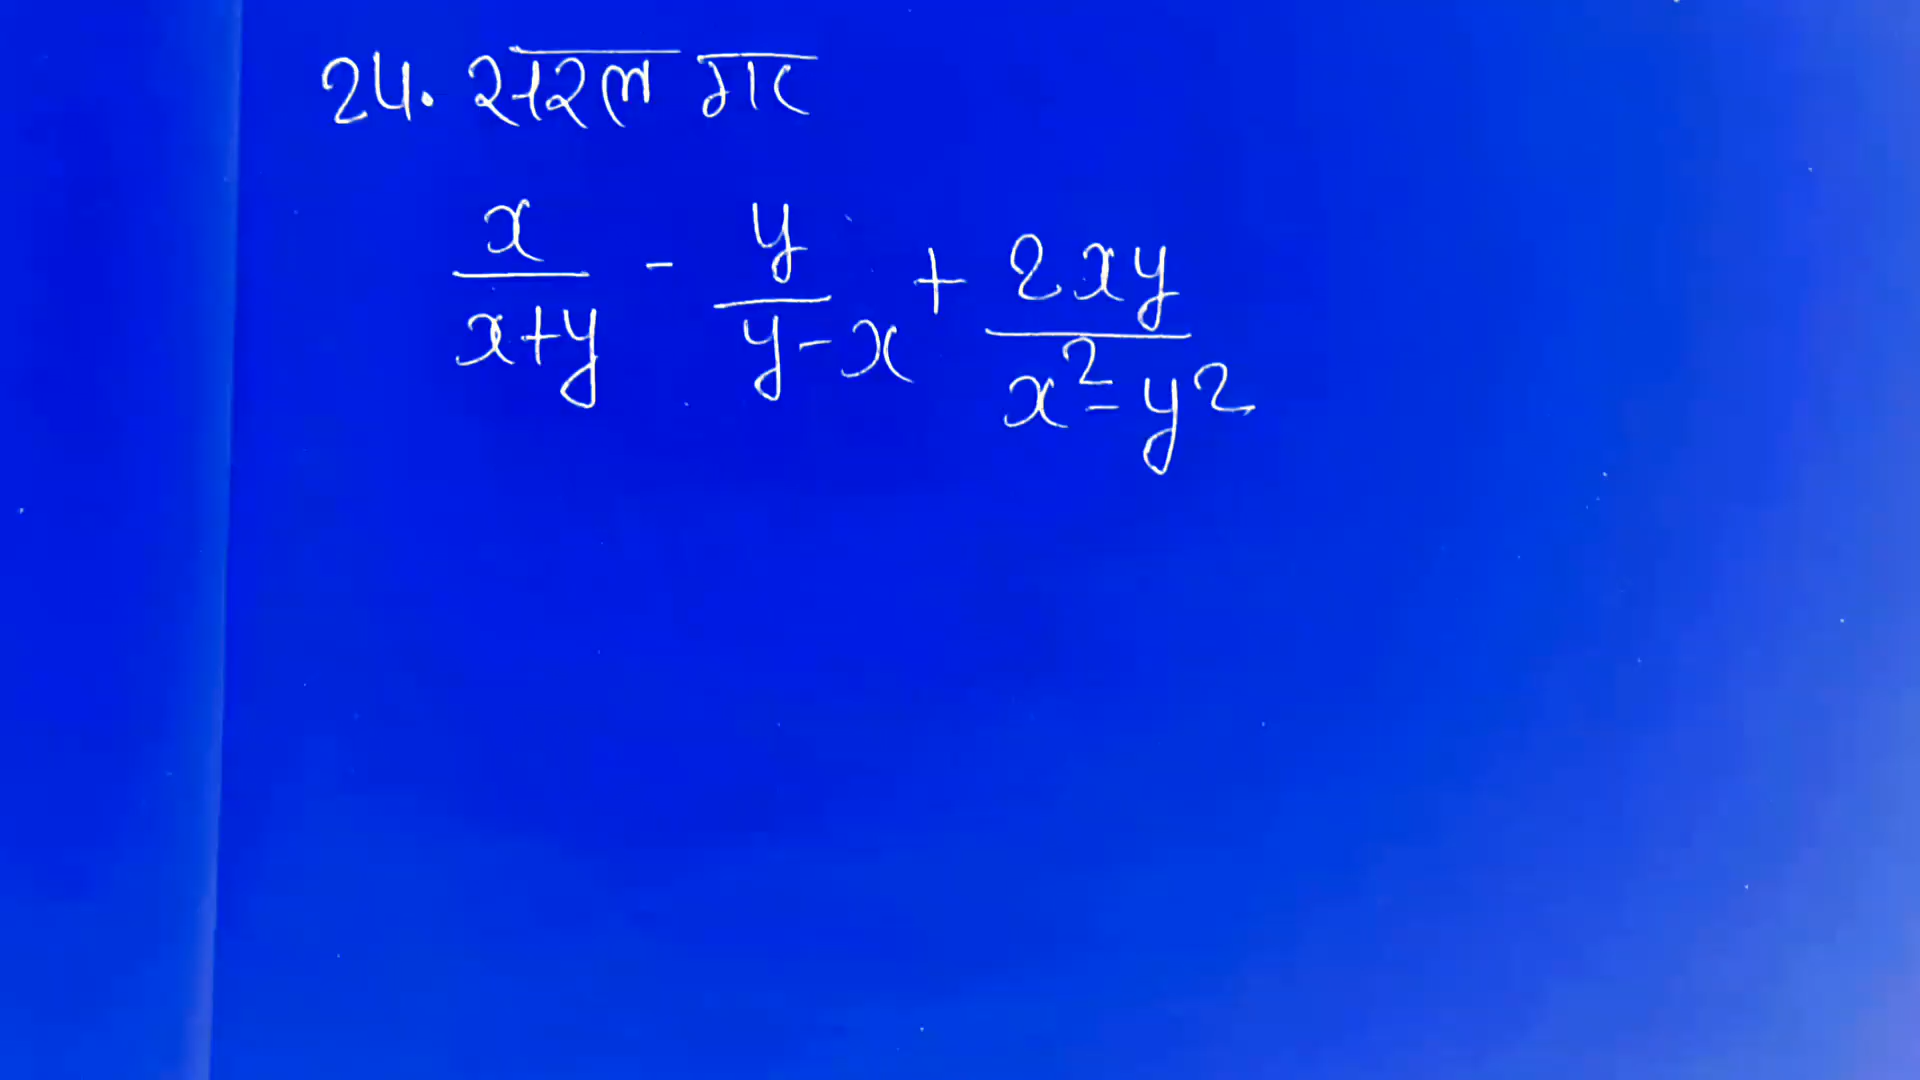 24. सरल गर
x/(x+y) - y/(y-x) + 2xy/(x²-y²)